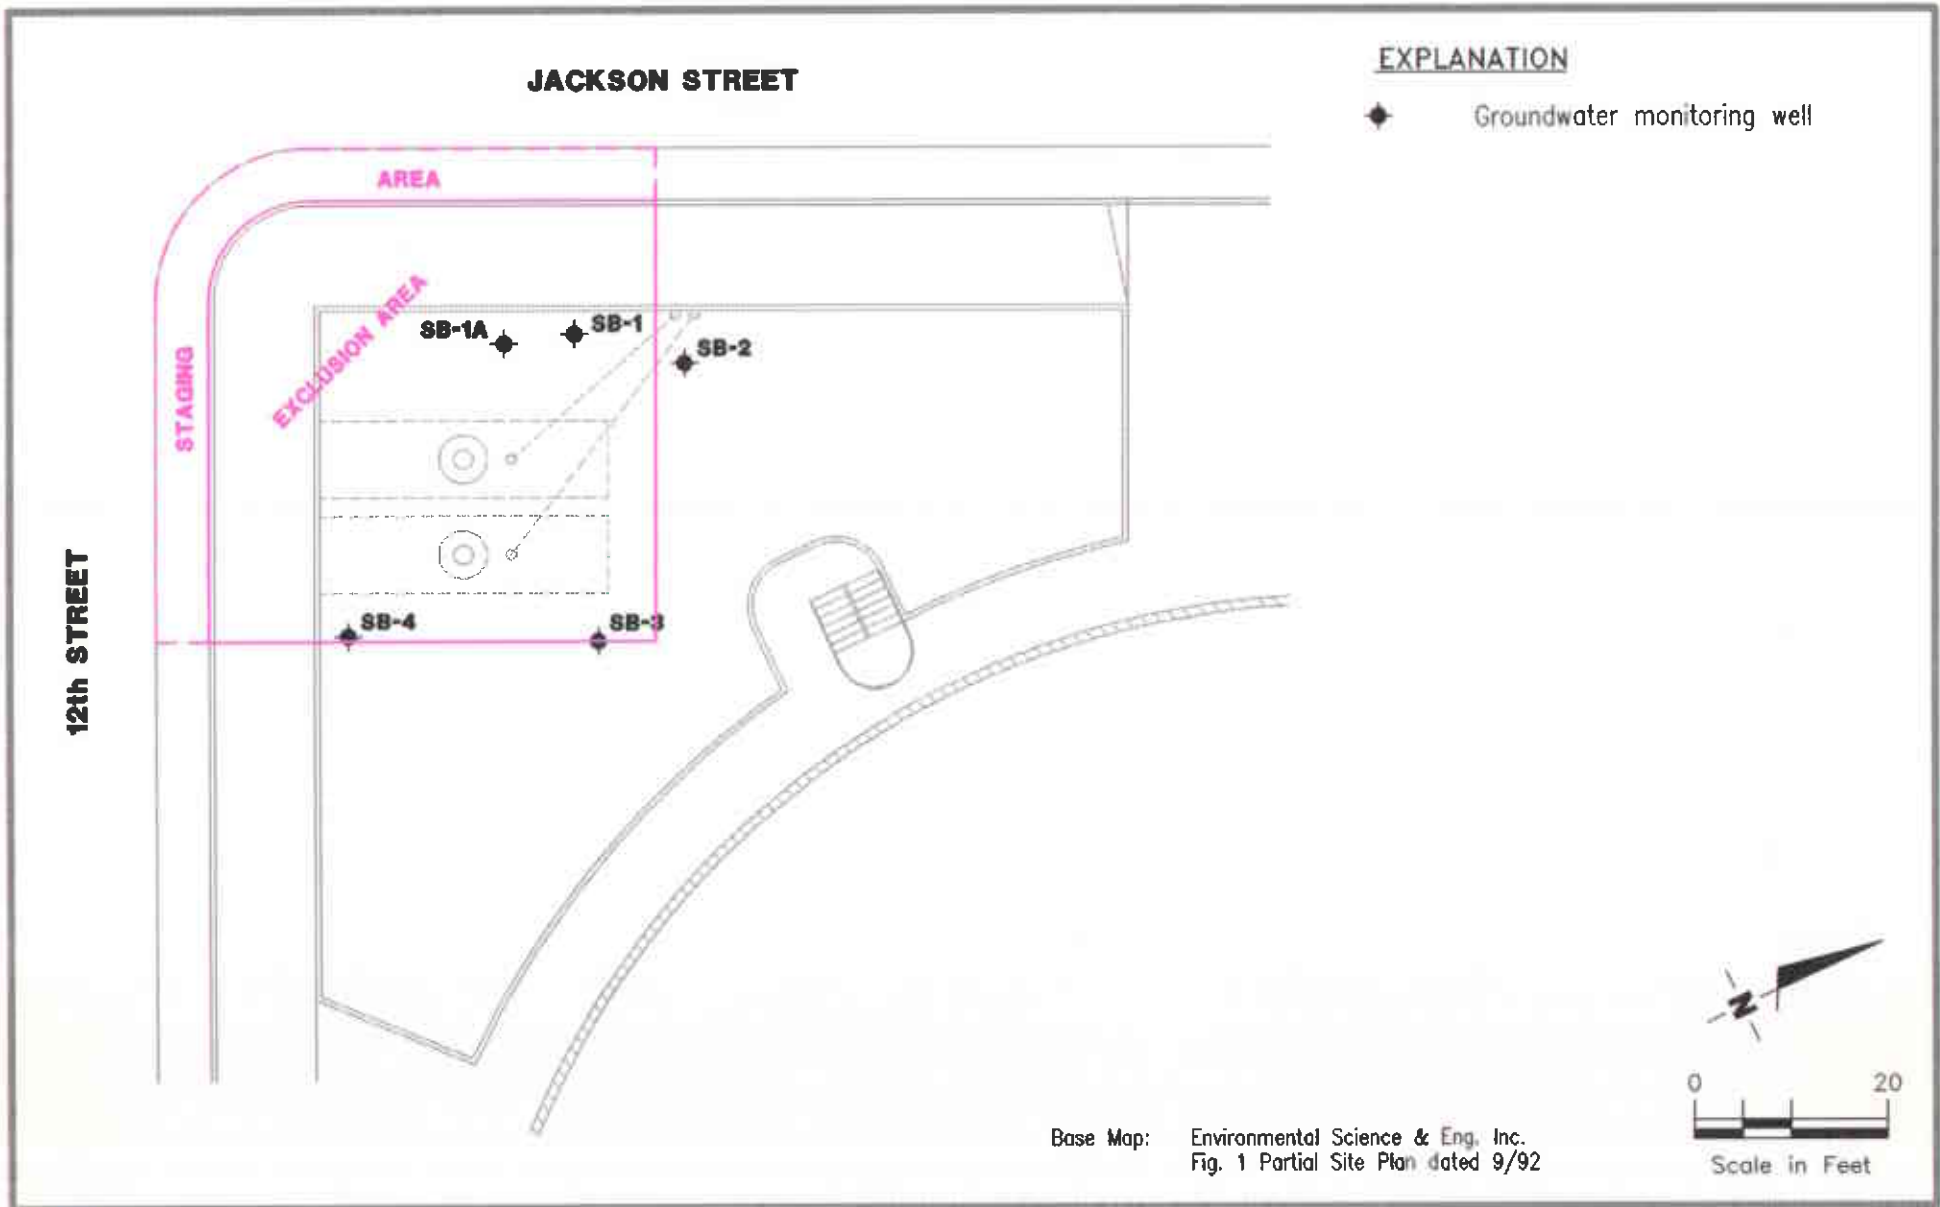 JACKSON STREET
EXPLANATION
Groundwater monitoring well
AREA
STAGING
EXCLUSION AREA
SB-1A
SB-1
SB-2
12th STREET
SB-4
SB-3
N
0 20
Scale in Feet
Base Map: Environmental Science & Eng. Inc.
Fig. 1 Partial Site Plan dated 9/92